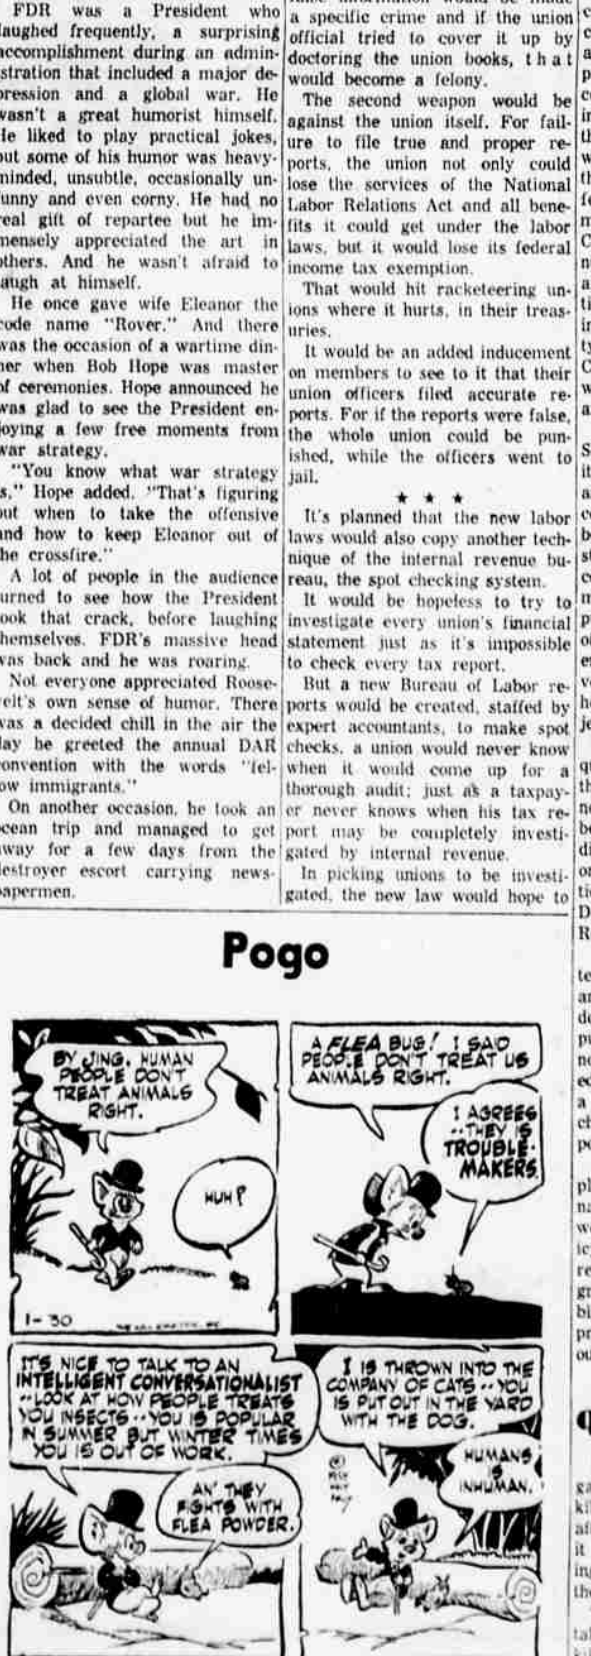 FDR was a President who
laughed frequently, a surprising
accomplishment during an admin-
stration that included a major de-
pression and a global war. He
wasn't a great humorist himself.
He liked to play practical jokes,
but some of his humor was heavy-
minded, unsubtle, occasionally un-
funny and even corny. He had no
real gift of repartee but he im-
mensely appreciated the art in
others. And he wasn't afraid to
laugh at himself.
He once gave wife Eleanor the
code name "Rover." And there
was the occasion of a wartime din-
ner when Bob Hope was master
of ceremonies. Hope announced he
was glad to see the President en-
joying a few free moments from
war strategy.
"You know what war strategy
is," Hope added. "That's figuring
out when to take the offensive
and how to keep Eleanor out of
the crossfire."
A lot of people in the audience
turned to see how the President
took that crack, before laughing
themselves. FDR's massive head
was back and he was roaring.
Not everyone appreciated Roose-
velt's own sense of humor. There
was a decided chill in the air the
day he greeted the annual DAR
convention with the words "fel-
low immigrants."
On another occasion, he took an
ocean trip and managed to get
away for a few days from the
destroyer escort carrying news-
papermen.
a specific crime and if the union
official tried to cover it up by
doctoring the union books, that
would become a felony.
The second weapon would be
against the union itself. For fail-
ure to file true and proper re-
ports, the union not only could
lose the services of the National
Labor Relations Act and all bene-
fits it could get under the labor
laws, but it would lose its federal
income tax exemption.
That would hit racketeering un-
ions where it hurts, in their treas-
uries.
It would be an added inducement
on members to see to it that their
union officers filed accurate re-
ports. For if the reports were false,
the whole union could be pun-
ished, while the officers went to
jail.
★ ★ ★
It's planned that the new labor
laws would also copy another tech-
nique of the internal revenue bu-
reau, the spot checking system.
It would be hopeless to try to
investigate every union's financial
statement just as it's impossible
to check every tax report.
But a new Bureau of Labor re-
ports would be created, staffed by
expert accountants, to make spot
checks. a union would never know
when it would come up for a
thorough audit; just as a taxpay-
er never knows when his tax re-
port may be completely investi-
gated by internal revenue.
In picking unions to be investi-
gated, the new law would hope to
Pogo
BY JING, HUMAN
PEOPLE DON'T
TREAT ANIMALS
RIGHT.
HUH?
1-30
A FLEA BUG! I SAID
PEOPLE DON'T TREAT US
ANIMALS RIGHT.
I AGREES
--THEY IS
TROUBLE-
MAKERS.
IT'S NICE TO TALK TO AN
INTELLIGENT CONVERSATIONALIST
--LOOK AT HOW PEOPLE TREATS
YOU INSECTS--YOU IS POPULAR
IN SUMMER BUT WINTER TIMES
YOU IS OUT OF WORK.
AN' THEY
FIGHTS WITH
FLEA POWDER.
I IS THROWN INTO THE
COMPANY OF CATS--YOU
IS PUT OUT IN THE YARD
WITH THE DOG.
HUMANS
IS
INHUMAN.